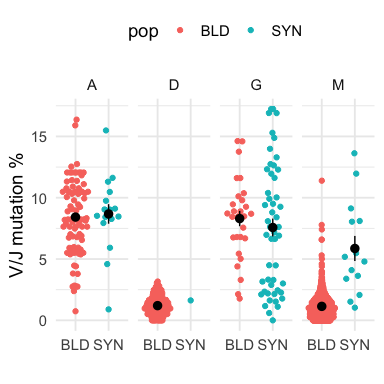 pop BLD SYN
A D G M
V/J mutation %
15
10
5
0
BLD SYN BLD SYN BLD SYN BLD SYN